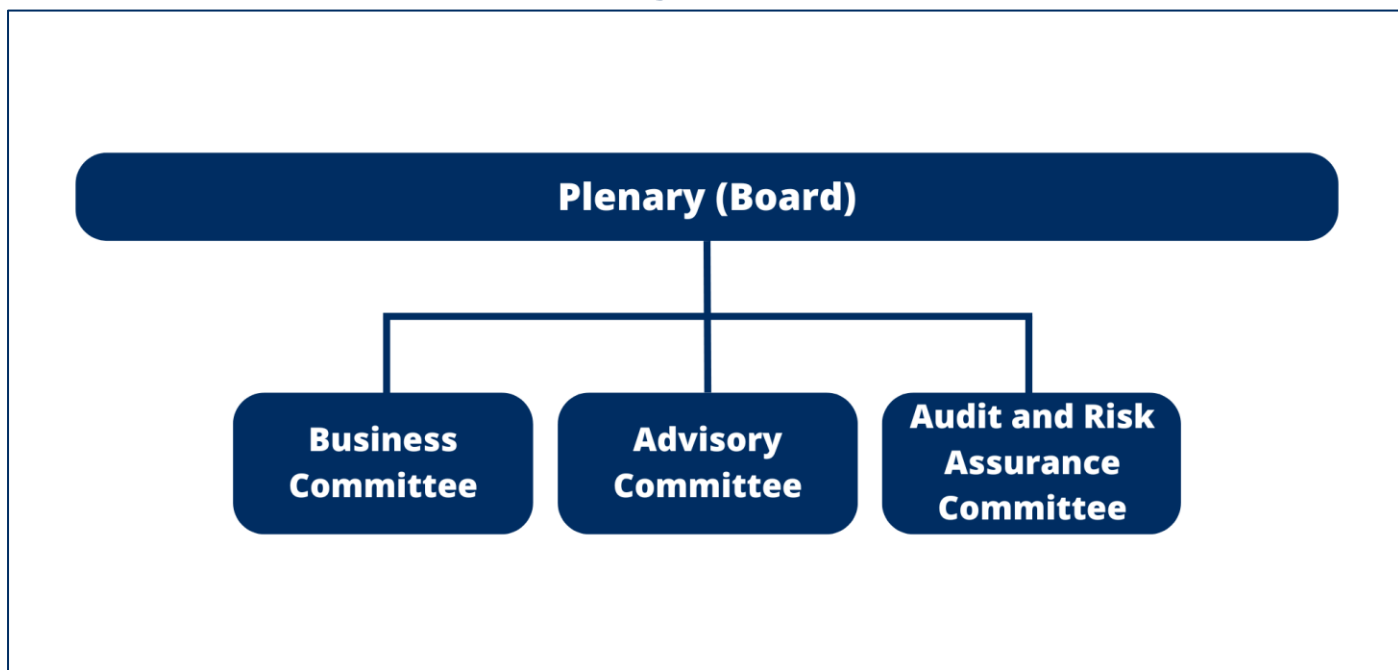 Plenary (Board)
Business
Committee
Advisory
Committee
Audit and Risk
Assurance
Committee